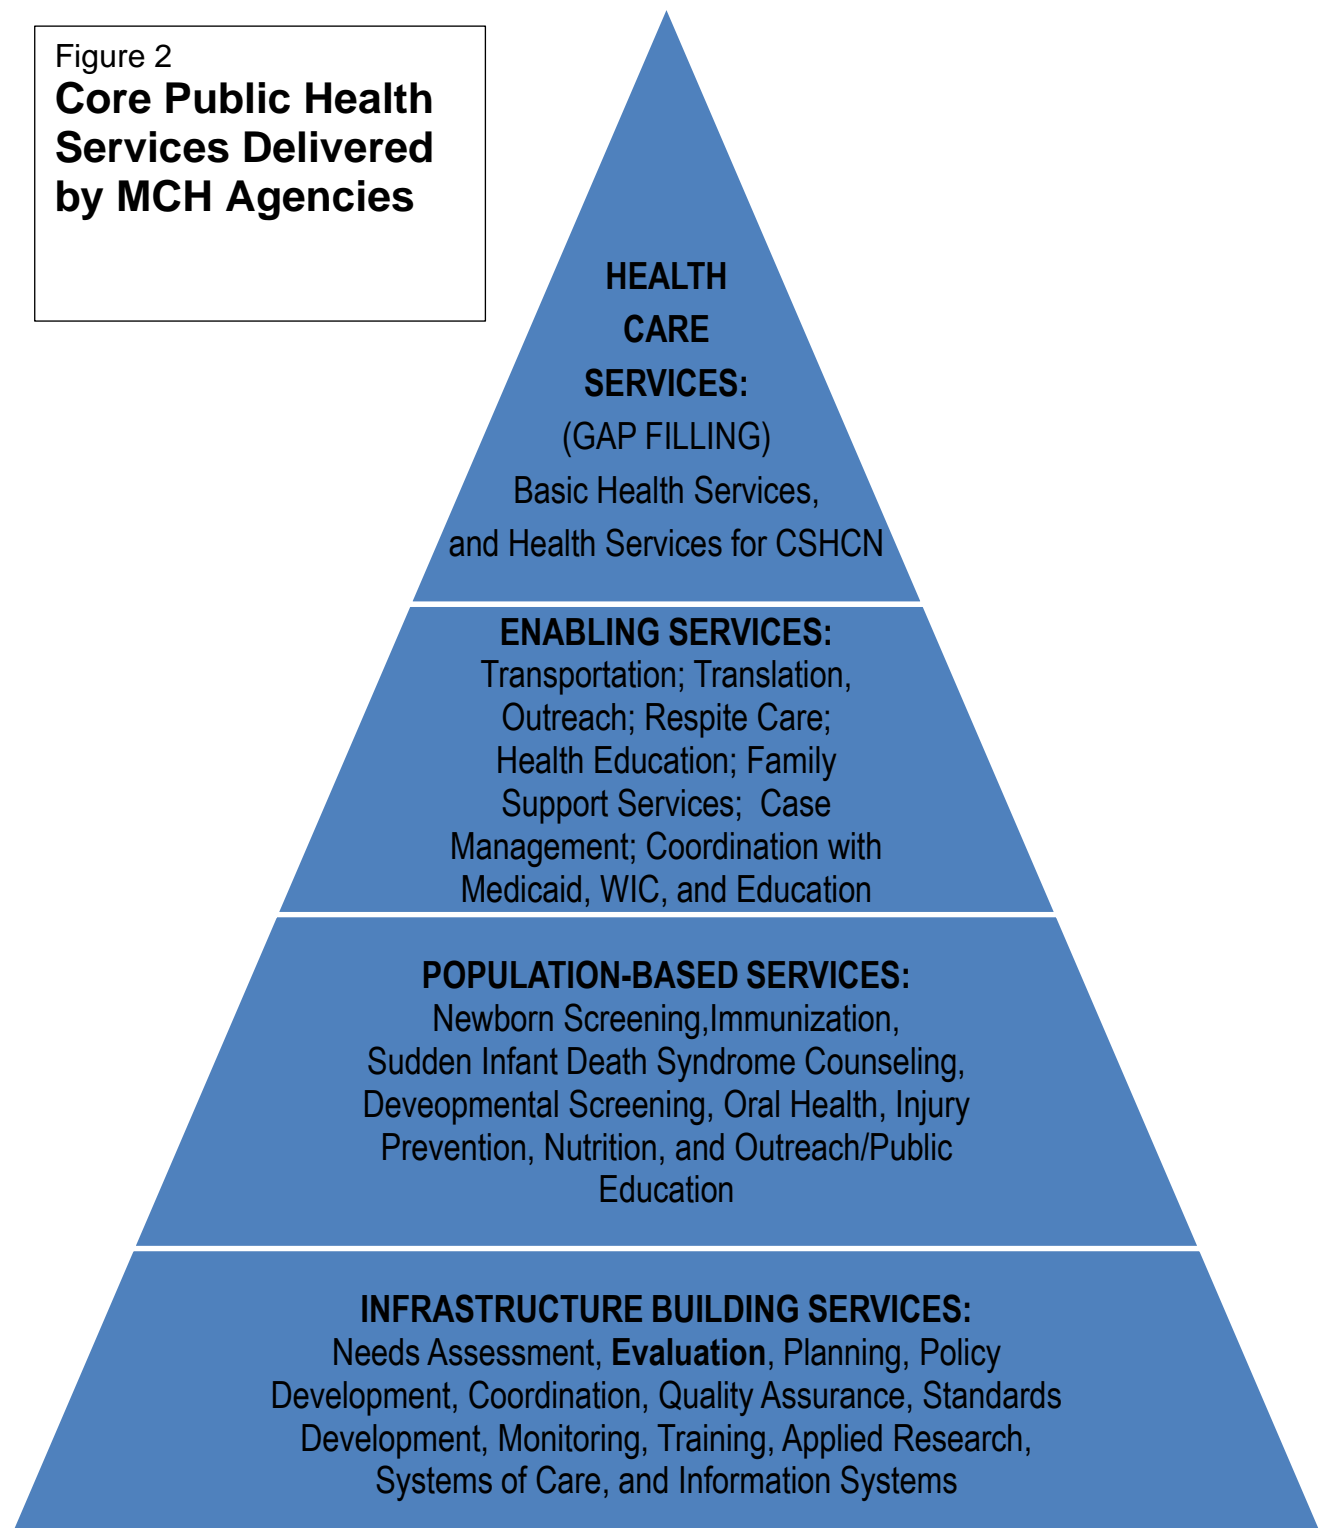 Figure 2
Core Public Health
Services Delivered
by MCH Agencies
HEALTH
CARE
SERVICES:
(GAP FILLING)
Basic Health Services,
and Health Services for CSHCN
ENABLING SERVICES:
Transportation; Translation,
Outreach; Respite Care;
Health Education; Family
Support Services;  Case
Management; Coordination with
Medicaid, WIC, and Education
POPULATION-BASED SERVICES:
Newborn Screening,Immunization,
Sudden Infant Death Syndrome Counseling,
Deveopmental Screening, Oral Health, Injury
Prevention, Nutrition, and Outreach/Public
Education
INFRASTRUCTURE BUILDING SERVICES:
Needs Assessment, Evaluation, Planning, Policy
Development, Coordination, Quality Assurance, Standards
Development, Monitoring, Training, Applied Research,
Systems of Care, and Information Systems